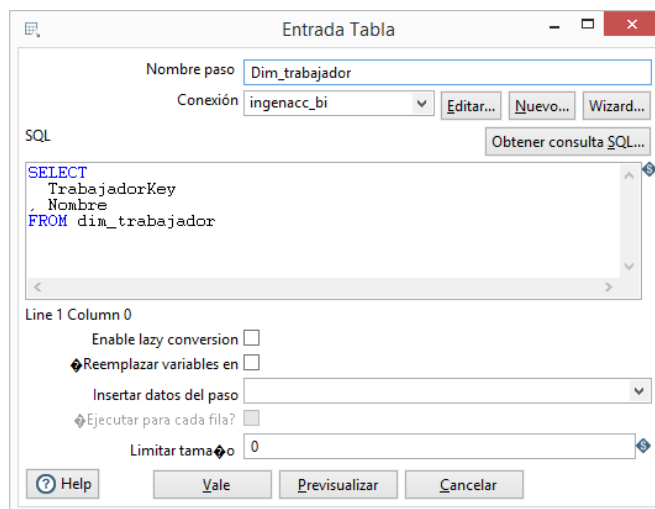 Entrada Tabla
Nombre paso Dim_trabajador
Conexión ingenacc_bi Editar... Nuevo... Wizard...
SQL Obtener consulta SQL...
SELECT
TrabajadorKey
, Nombre
FROM dim_trabajador
Line 1 Column 0
Enable lazy conversion
�Reemplazar variables en
Insertar datos del paso
�Ejecutar para cada fila?
Limitar tama�o 0
Help Vale Previsualizar Cancelar